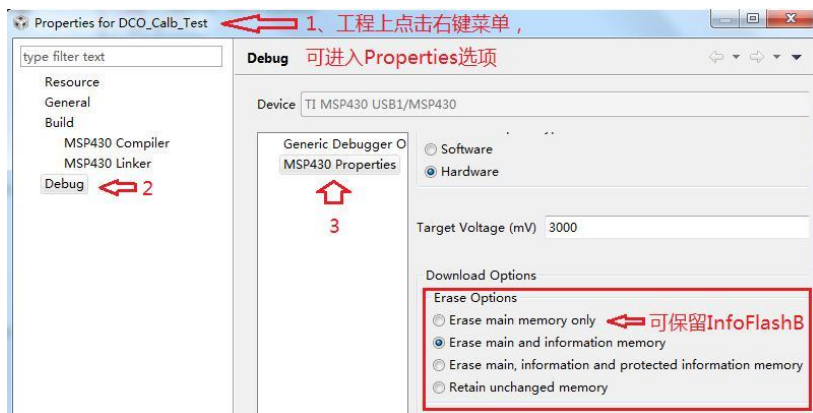 Properties for DCO_Calb_Test
1、工程上点击右键菜单，
type filter text
Debug
可进入Properties选项
Resource
General
Build
MSP430 Compiler
MSP430 Linker
Debug
2
Device
TI MSP430 USB1/MSP430
Generic Debugger O
MSP430 Properties
3
Software
Hardware
Target Voltage (mV)
3000
Download Options
Erase Options
Erase main memory only
可保留InfoFlashB
Erase main and information memory
Erase main, information and protected information memory
Retain unchanged memory